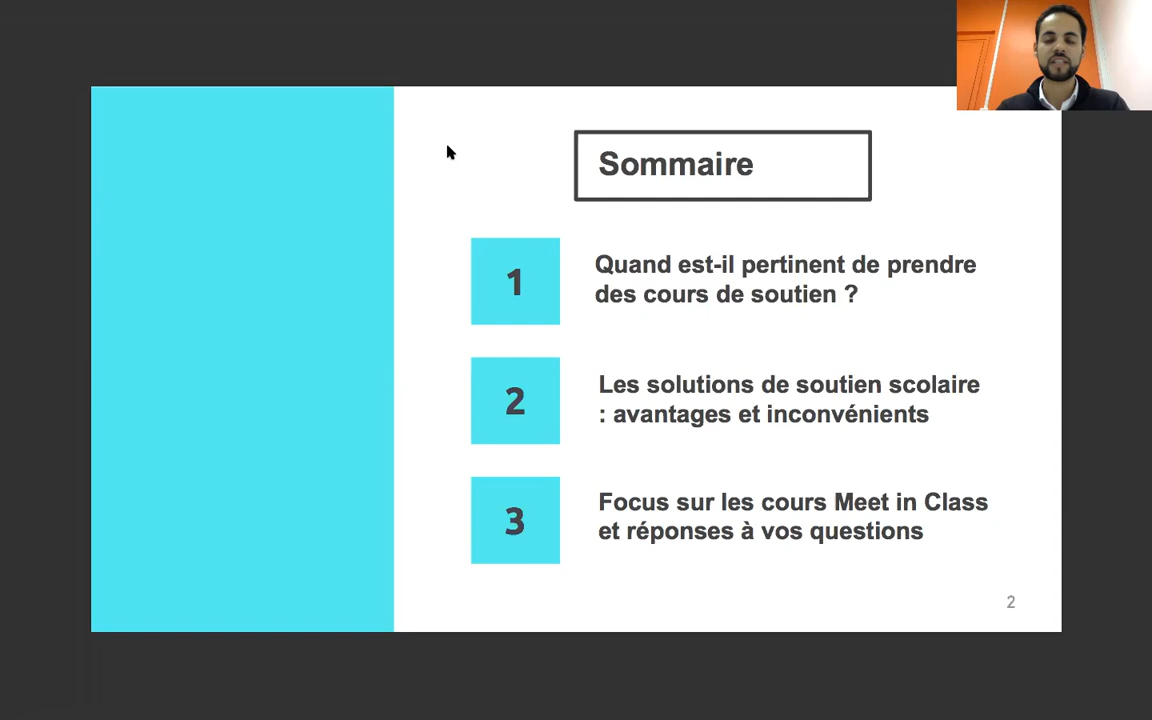 Sommaire
1
Quand est-il pertinent de prendre
des cours de soutien ?
2
Les solutions de soutien scolaire
: avantages et inconvénients
3
Focus sur les cours Meet in Class
et réponses à vos questions
2